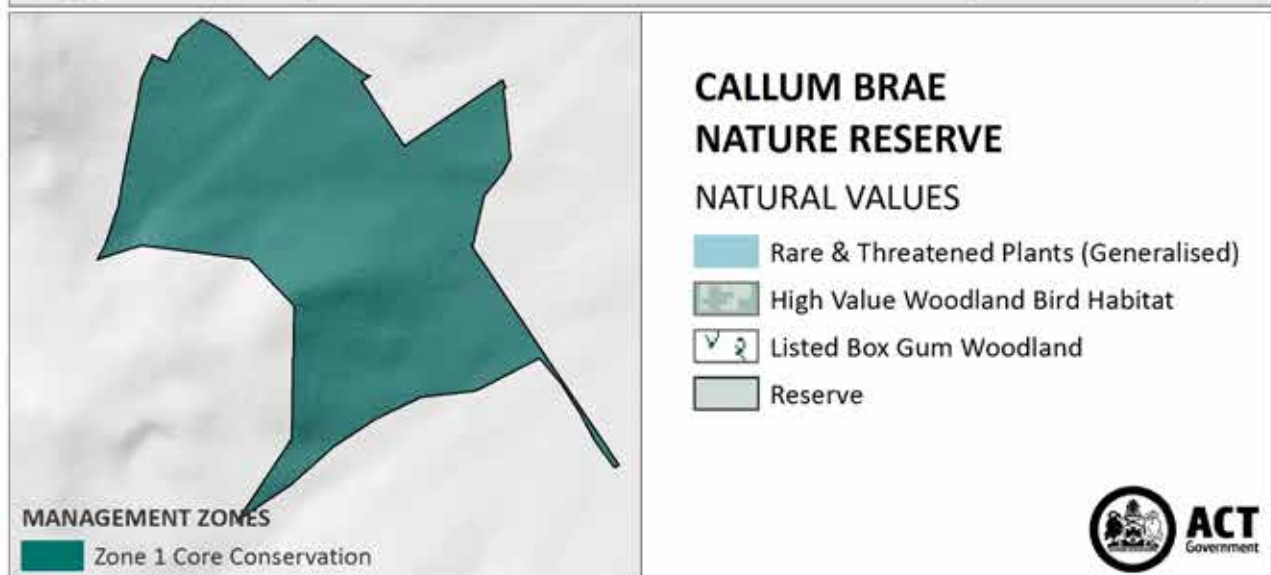 CALLUM BRAE
NATURE RESERVE
NATURAL VALUES
Rare & Threatened Plants (Generalised)
High Value Woodland Bird Habitat
Listed Box Gum Woodland
Reserve
MANAGEMENT ZONES
Zone 1 Core Conservation
ACT
Government